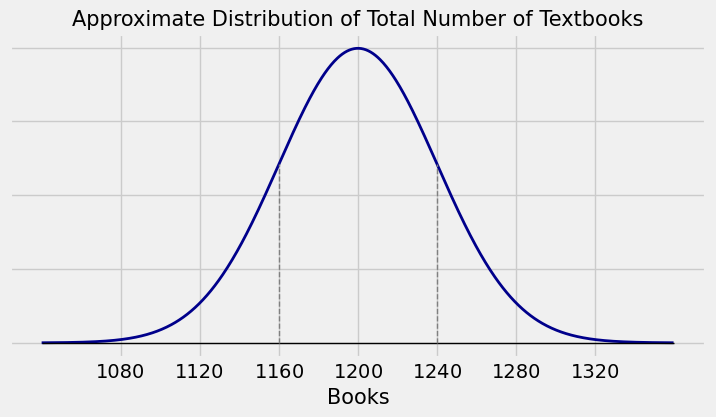 Approximate Distribution of Total Number of Textbooks
1080 1120 1160 1200 1240 1280 1320
Books